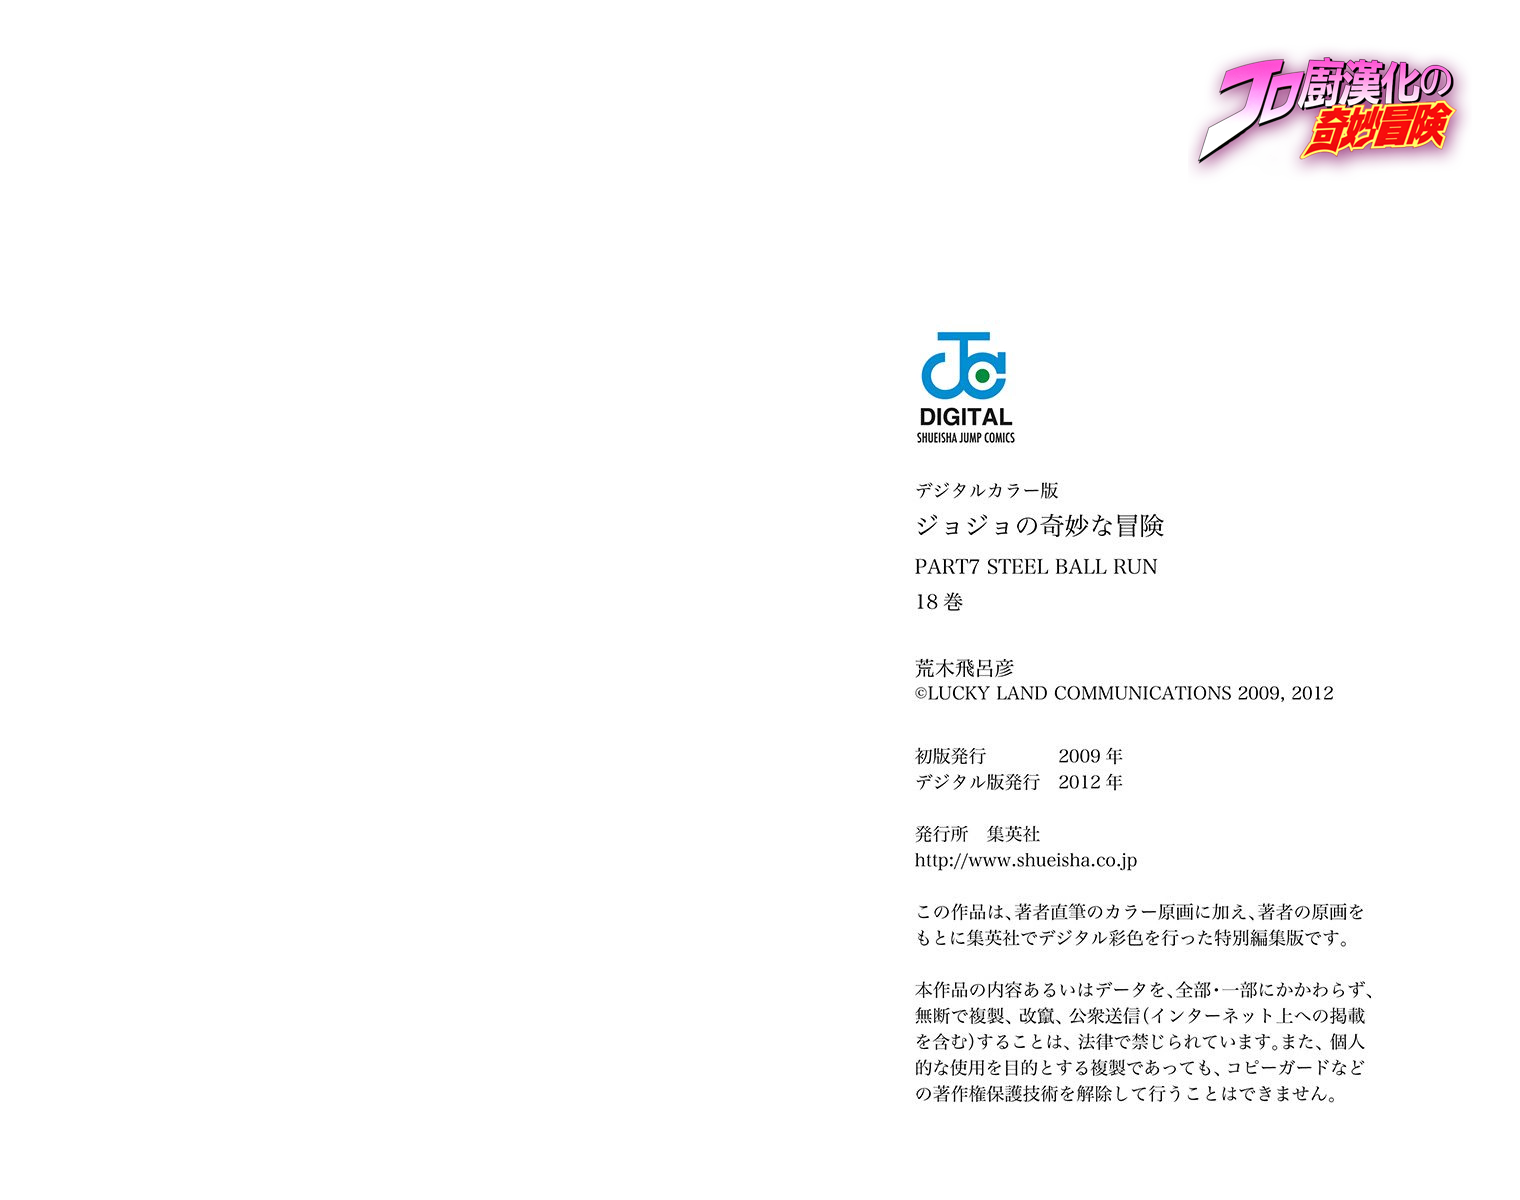 JO厨漢化の
奇妙冒険
DIGITAL
SHUEISHA JUMP COMICS
デジタルカラー版
ジョジョの奇妙な冒険
PART7 STEEL BALL RUN
18 巻
荒木飛呂彦
©LUCKY LAND COMMUNICATIONS 2009, 2012
初版発行 2009 年
デジタル版発行 2012 年
発行所 集英社
http://www.shueisha.co.jp
この作品は、著者直筆のカラー原画に加え、著者の原画を
もとに集英社でデジタル彩色を行った特別編集版です。
本作品の内容あるいはデータを、全部・一部にかかわらず、
無断で複製、改竄、公衆送信(インターネット上への掲載
を含む)することは、法律で禁じられています。また、個人
的な使用を目的とする複製であっても、コピーガードなど
の著作権保護技術を解除して行うことはできません。